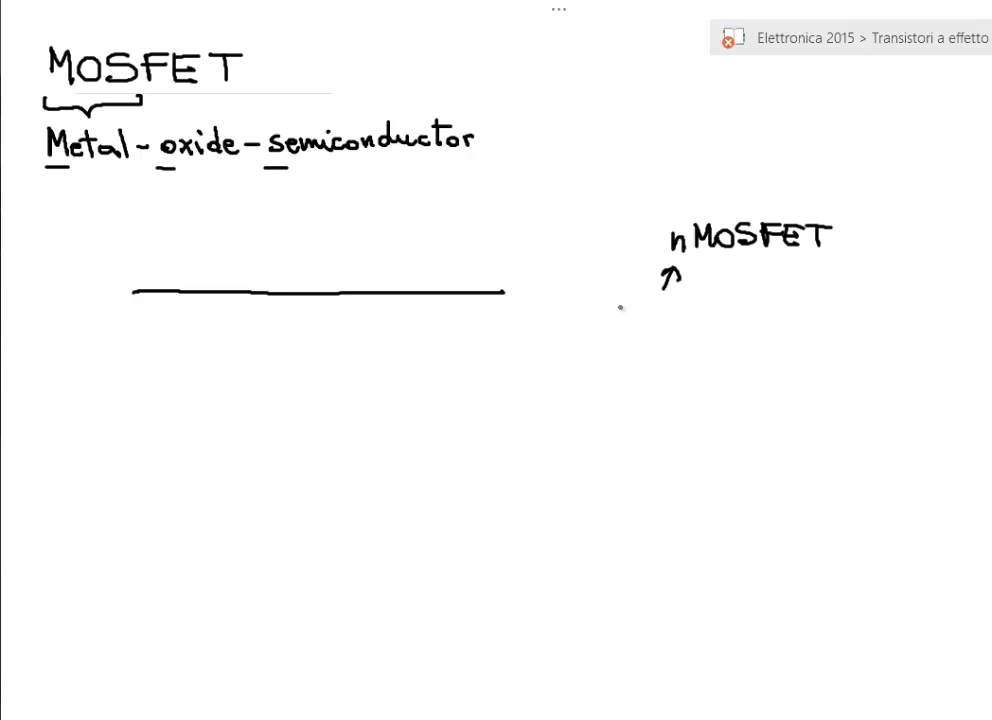 ...
Elettronica 2015 > Transistori a effetto
MOSFET
Metal-oxide-semiconductor
nMOSFET